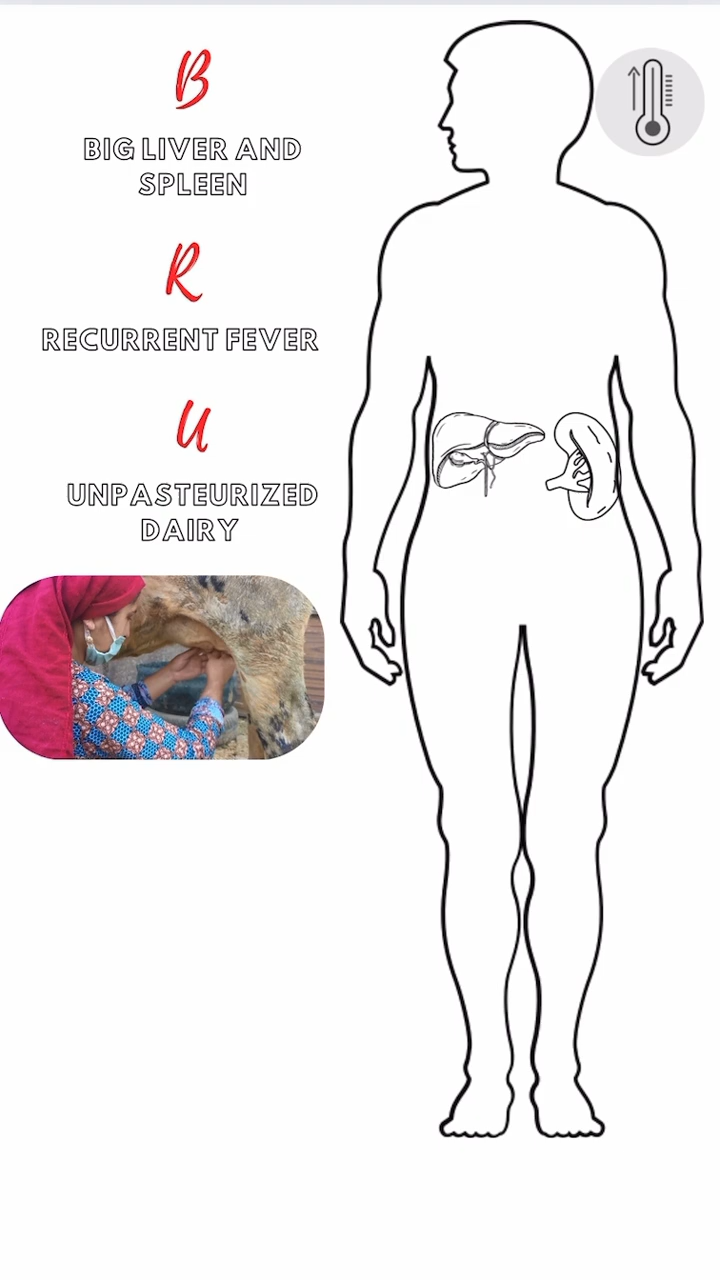 B
BIG LIVER AND
SPLEEN
R
RECURRENT FEVER
U
UNPASTEURIZED
DAIRY